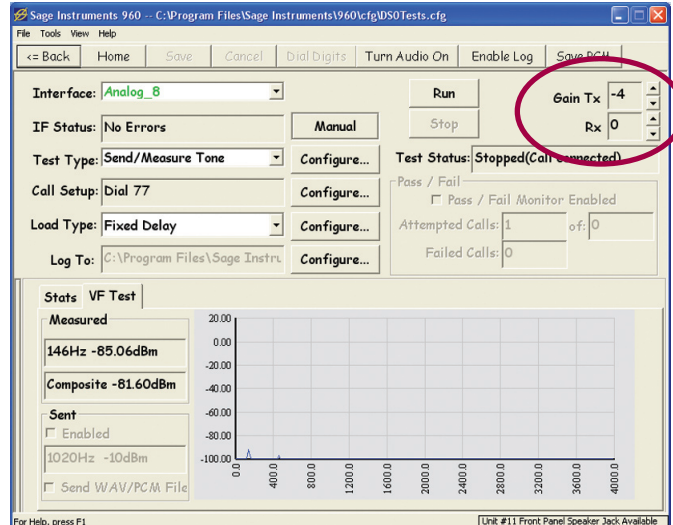 Sage Instruments 960 -- C:\Program Files\Sage Instruments\960\cfg\DS0Tests.cfg
File Tools View Help
<= Back Home Save Cancel Dial Digits Turn Audio On Enable Log Save PCM
Interface: Analog_8 Run Gain Tx -4
IF Status: No Errors Manual Stop Rx 0
Test Type: Send/Measure Tone Configure... Test Status: Stopped(Call connected)
Call Setup: Dial 77 Configure... Pass / Fail
Pass / Fail Monitor Enabled
Load Type: Fixed Delay Configure... Attempted Calls: 1 of: 0
Log To: C:\Program Files\Sage Instru Configure... Failed Calls: 0
Stats VF Test
Measured
146Hz -85.06dBm
Composite -81.60dBm
Sent
Enabled
1020Hz -10dBm
Send WAV/PCM File
20.00
0.00
-20.00
-40.00
-60.00
-80.00
-100.00
0.0 400.0 800.0 1200.0 1600.0 2000.0 2400.0 2800.0 3200.0 3600.0 4000.0
For Help, press F1 Unit #11 Front Panel Speaker Jack Available